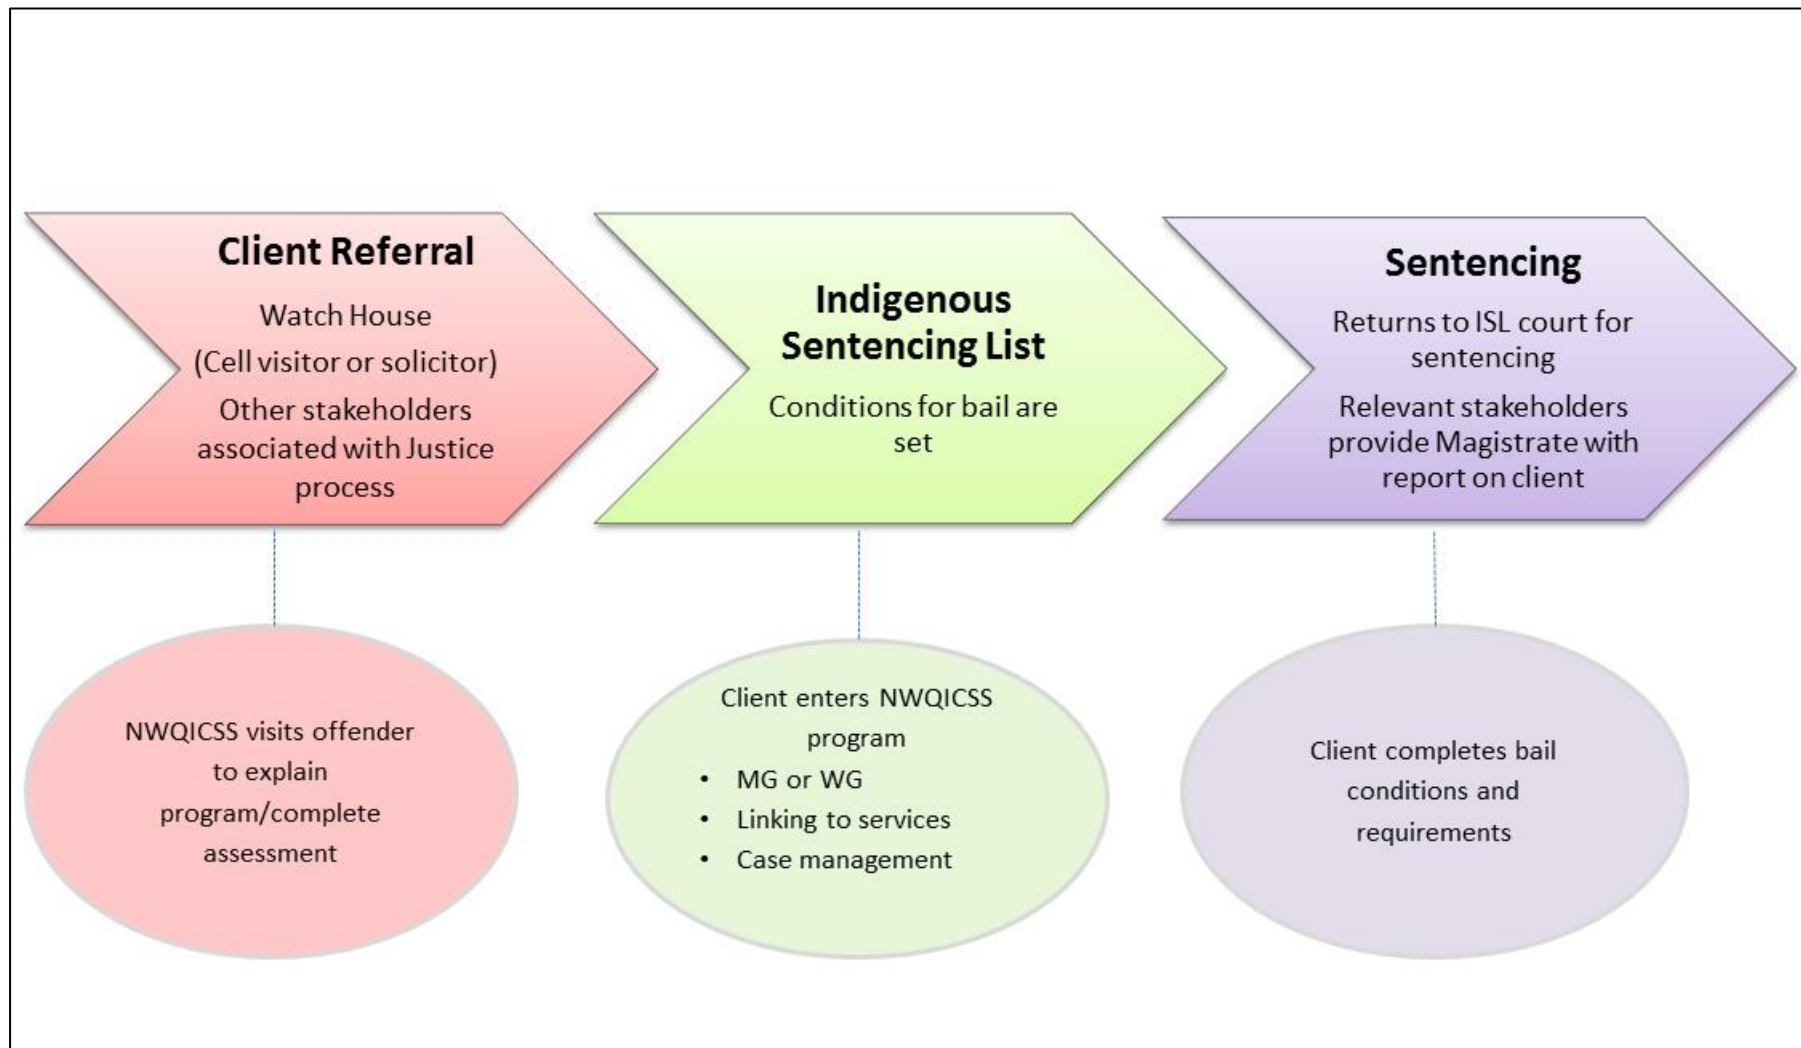 Client Referral
Watch House
(Cell visitor or solicitor)
Other stakeholders
associated with Justice
process
Indigenous
Sentencing List
Conditions for bail are
set
Sentencing
Returns to ISL court for
sentencing
Relevant stakeholders
provide Magistrate with
report on client
NWQICSS visits offender
to explain
program/complete
assessment
Client enters NWQICSS
program
• MG or WG
• Linking to services
• Case management
Client completes bail
conditions and
requirements